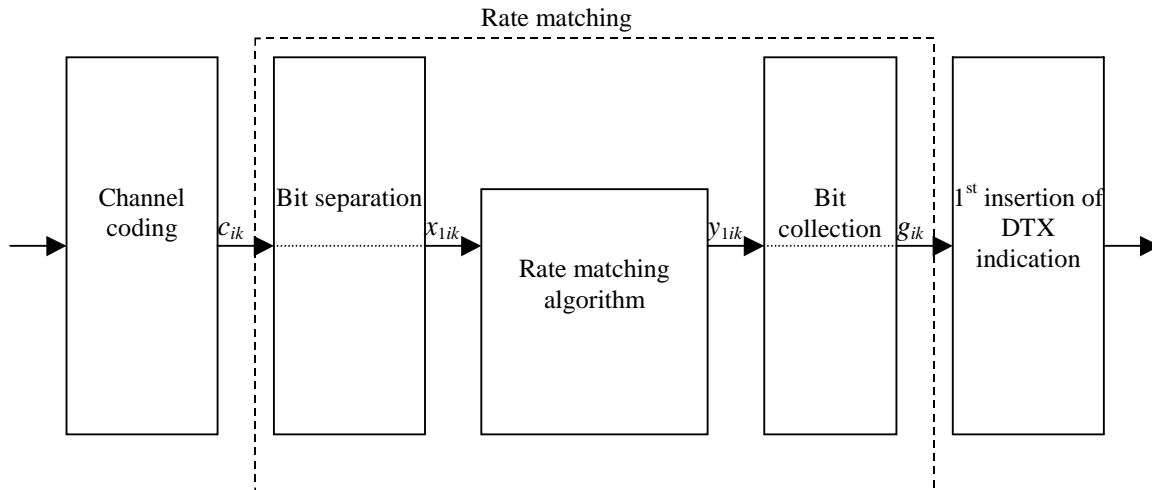 Rate matching
Channel
coding
c_ik
Bit separation
x_1ik
Rate matching
algorithm
y_1ik
Bit
collection
g_ik
1st insertion of
DTX
indication